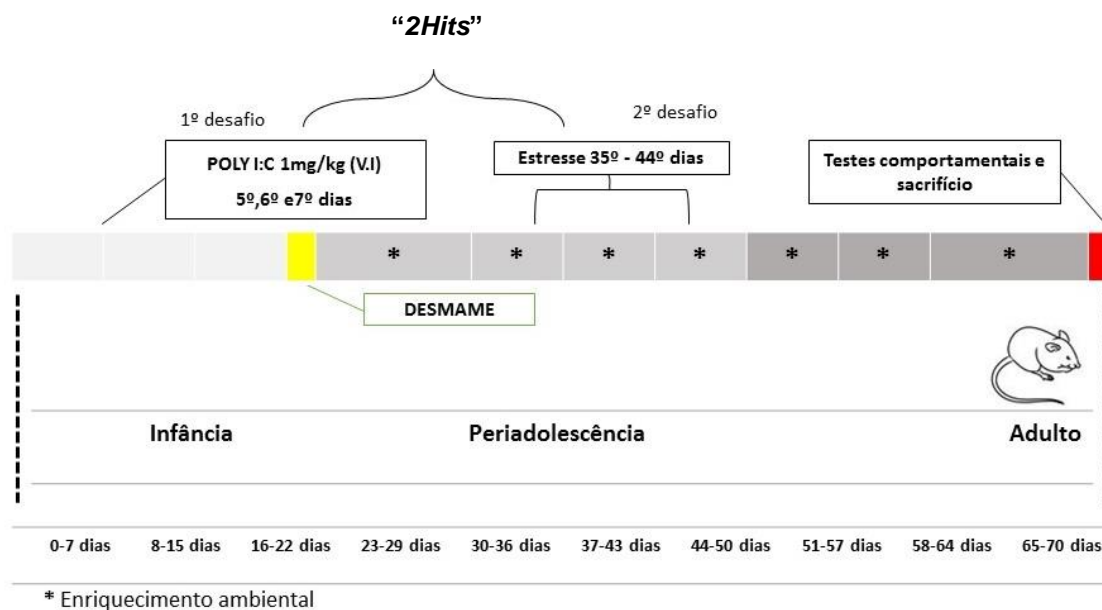 “2Hits”
1º desafio
2º desafio
POLY I:C 1mg/kg (V.I)
5º,6º e7º dias
Estresse 35º - 44º dias
Testes comportamentais e
sacrifício
* * * * * * *
DESMAME
Infância Periadolescência Adulto
0-7 dias 8-15 dias 16-22 dias 23-29 dias 30-36 dias 37-43 dias 44-50 dias 51-57 dias 58-64 dias 65-70 dias
* Enriquecimento ambiental